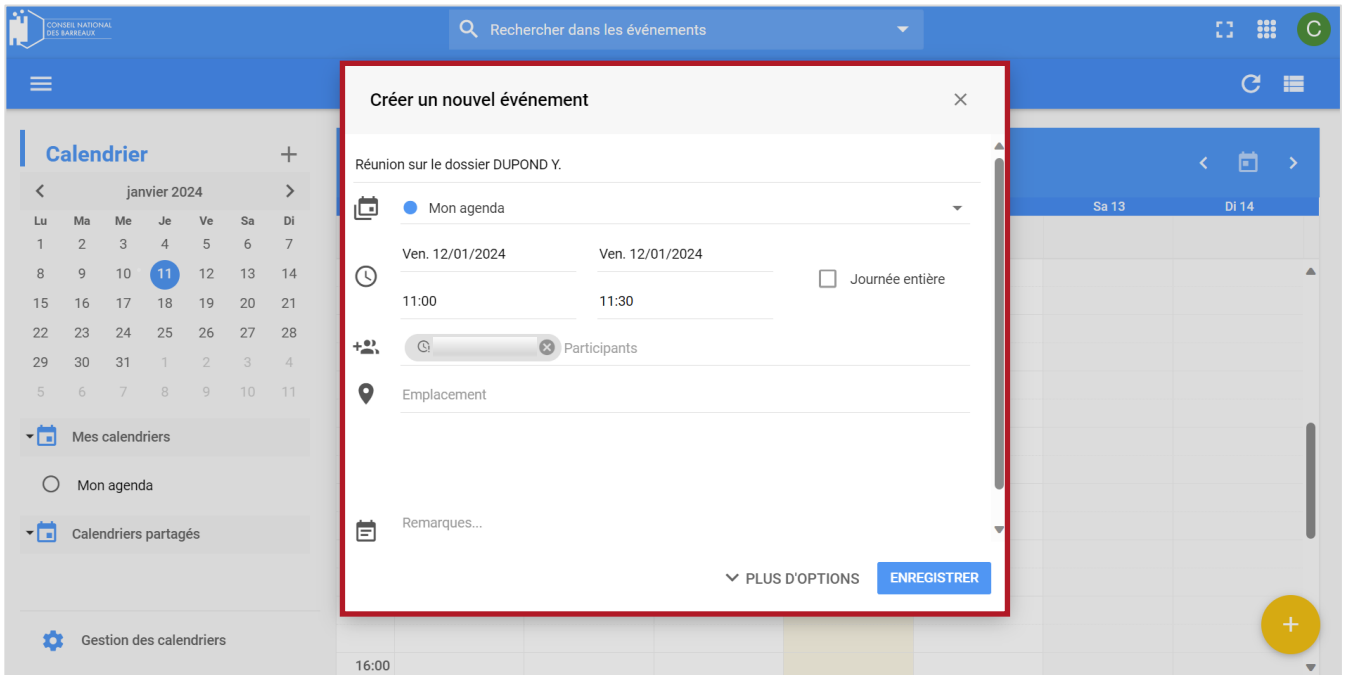 CONSEIL NATIONAL
DES BARREAUX
Rechercher dans les événements
C
Calendrier
janvier 2024
Lu Ma Me Je Ve Sa Di
1 2 3 4 5 6 7
8 9 10 11 12 13 14
15 16 17 18 19 20 21
22 23 24 25 26 27 28
29 30 31 1 2 3 4
5 6 7 8 9 10 11
Mes calendriers
Mon agenda
Calendriers partagés
Gestion des calendriers
Créer un nouvel événement
Réunion sur le dossier DUPOND Y.
Mon agenda
Ven. 12/01/2024 Ven. 12/01/2024
Journée entière
11:00 11:30
Participants
Emplacement
Remarques...
PLUS D'OPTIONS ENREGISTRER
Sa 13 Di 14
16:00